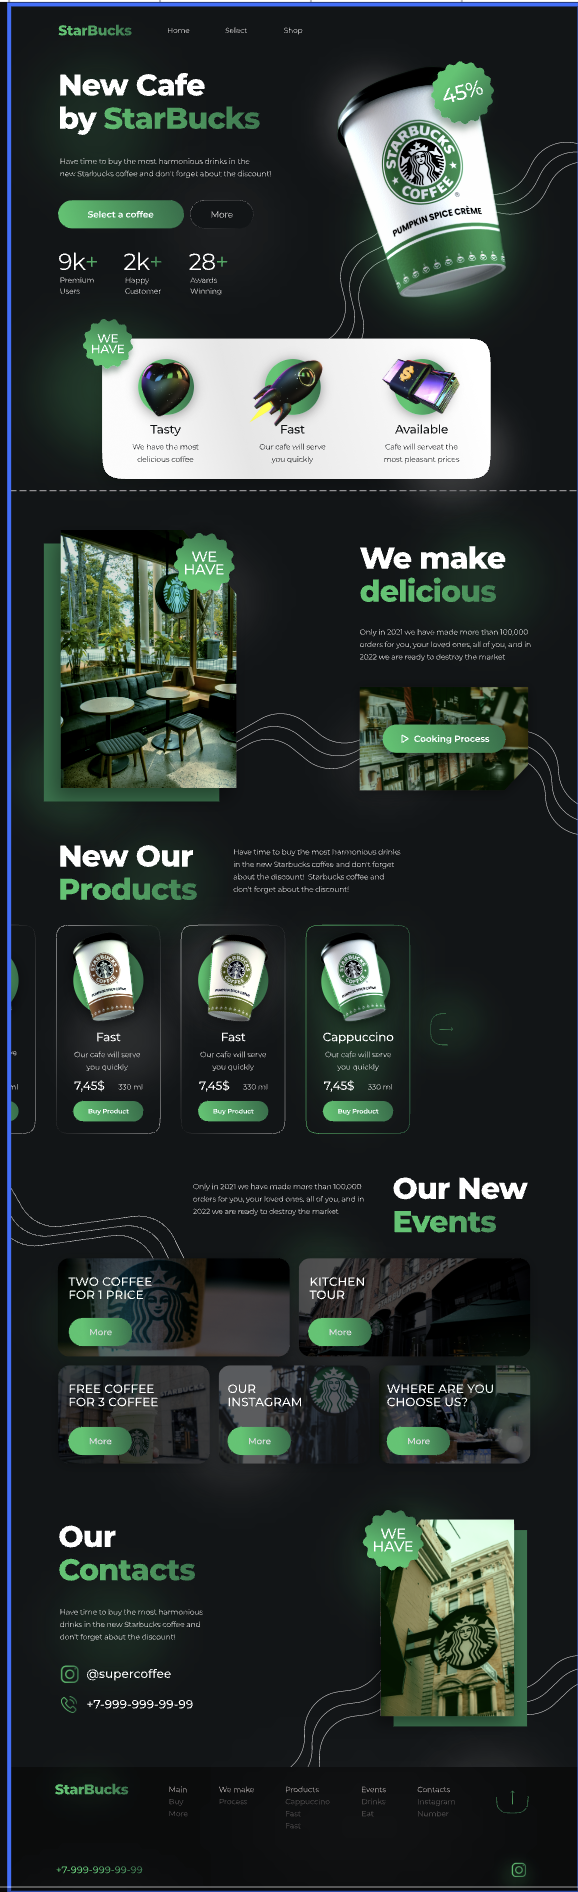 StarBucks Home Select Shop
New Cafe
by StarBucks
45%
STARBUCKS
COFFEE
PUMPKIN SPICE CRÈME
Have time to buy the most harmonious drinks in the
new Starbucks coffee and don't forget about the discount!
Select a coffee More
9k+ 2k+ 28+
Premium Happy Awards
Users Customer Winning
WE
HAVE
Tasty Fast Available
We have the most Our cafe will serve Cafe will serveat the
delicious coffee you quickly most pleasant prices
WE
HAVE
We make
delicious
Only in 2021 we have made more than 100,000
orders for you, your loved ones, all of you, and in
2022 we are ready to destroy the market
Cooking Process
New Our
Products
Have time to buy the most harmonious drinks
in the new Starbucks coffee and don't forget
about the discount! Starbucks coffee and
don't forget about the discount!
Fast Fast Cappuccino
Our cafe will serve Our cafe will serve Our cafe will serve
you quickly you quickly you quickly
ml 7,45$ 330 ml 7,45$ 330 ml 7,45$ 330 ml
Buy Product Buy Product Buy Product
Only in 2021 we have made more than 100,000
orders for you, your loved ones, all of you, and in
2022 we are ready to destroy the market
Our New
Events
TWO COFFEE
FOR 1 PRICE
More
KITCHEN
TOUR
More
FREE COFFEE
FOR 3 COFFEE
More
OUR
INSTAGRAM
More
WHERE ARE YOU
CHOOSE US?
More
Our
Contacts
WE
HAVE
Have time to buy the most harmonious
drinks in the new Starbucks coffee and
don't forget about the discount!
@supercoffee
+7-999-999-99-99
StarBucks Main We make Products Events Contacts
Buy Process Cappuccino Drinks Instagram
More Fast Eat Number
Fast
+7-999-999-99-99